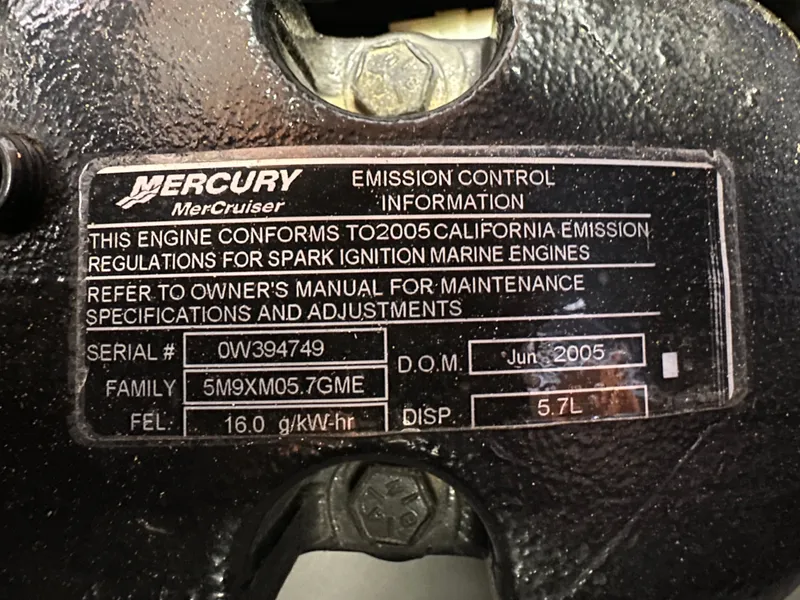 MERCURY
MerCruiser
EMISSION CONTROL
INFORMATION
THIS ENGINE CONFORMS TO 2005 CALIFORNIA EMISSION
REGULATIONS FOR SPARK IGNITION MARINE ENGINES
REFER TO OWNER'S MANUAL FOR MAINTENANCE
SPECIFICATIONS AND ADJUSTMENTS
SERIAL # 0W394749 D.O.M. Jun 2005
FAMILY 5M9XM05.7GME
FEL. 16.0 g/kW-hr DISP. 5.7L